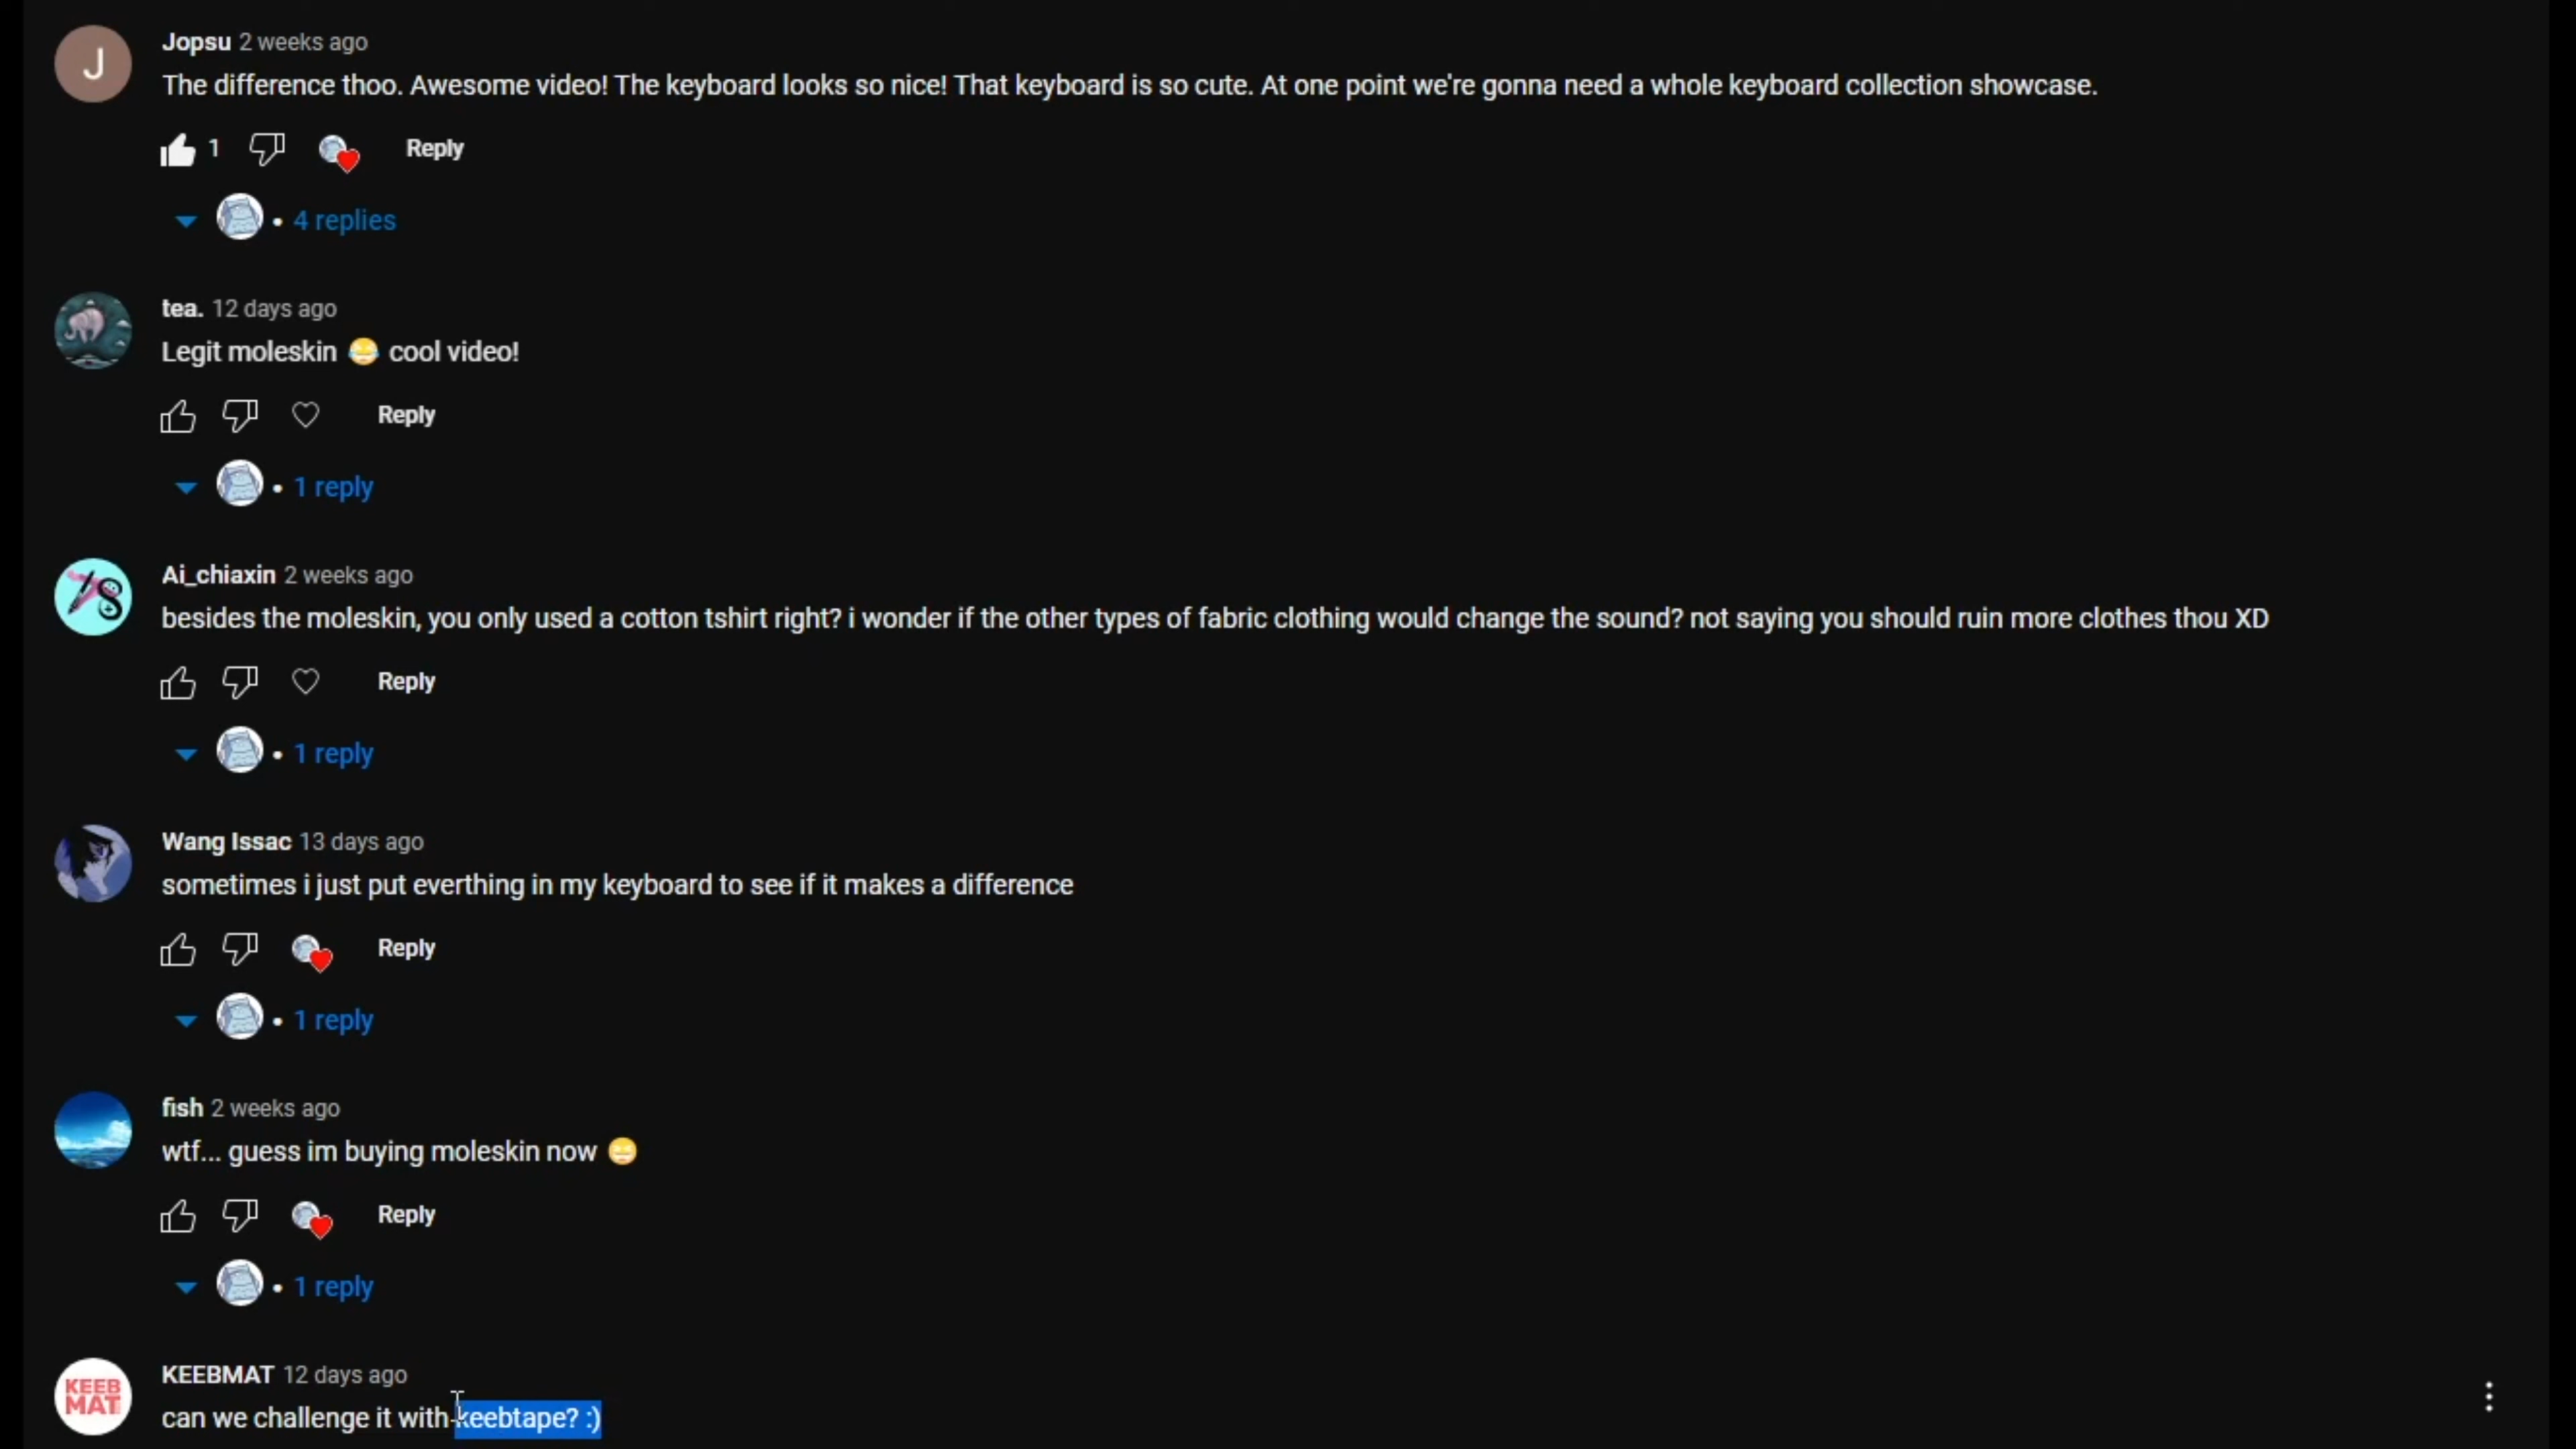 J
Jopsu 2 weeks ago
The difference thoo. Awesome video! The keyboard looks so nice! That keyboard is so cute. At one point we're gonna need a whole keyboard collection showcase.
1 Reply
• 4 replies
tea. 12 days ago
Legit moleskin 😂 cool video!
Reply
• 1 reply
Ai_chiaxin 2 weeks ago
besides the moleskin, you only used a cotton tshirt right? i wonder if the other types of fabric clothing would change the sound? not saying you should ruin more clothes thou XD
Reply
• 1 reply
Wang Issac 13 days ago
sometimes i just put everthing in my keyboard to see if it makes a difference
Reply
• 1 reply
fish 2 weeks ago
wtf... guess im buying moleskin now 😄
Reply
• 1 reply
KEEB
MAT
KEEBMAT 12 days ago
can we challenge it with keebtape? :)